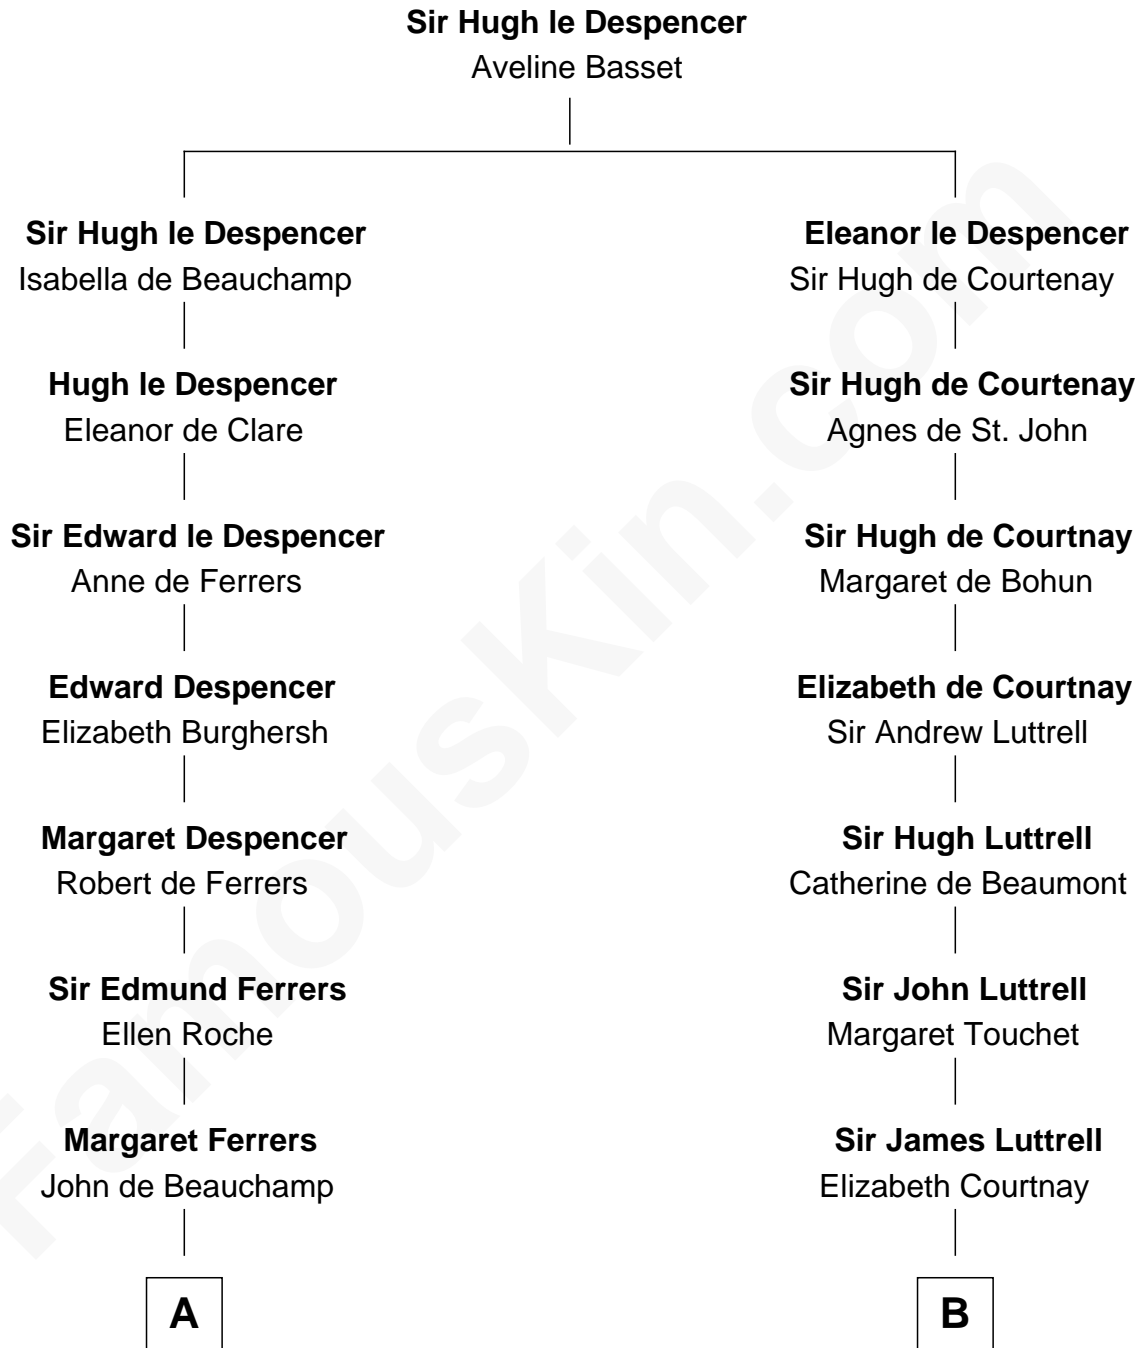 Sir Hugh le Despencer
Aveline Basset
Sir Hugh le Despencer
Isabella de Beauchamp
Hugh le Despencer
Eleanor de Clare
Sir Edward le Despencer
Anne de Ferrers
Edward Despencer
Elizabeth Burghersh
Margaret Despencer
Robert de Ferrers
Sir Edmund Ferrers
Ellen Roche
Margaret Ferrers
John de Beauchamp
A
Eleanor le Despencer
Sir Hugh de Courtenay
Sir Hugh de Courtenay
Agnes de St. John
Sir Hugh de Courtnay
Margaret de Bohun
Elizabeth de Courtnay
Sir Andrew Luttrell
Sir Hugh Luttrell
Catherine de Beaumont
Sir John Luttrell
Margaret Touchet
Sir James Luttrell
Elizabeth Courtnay
B
FamousKin.com